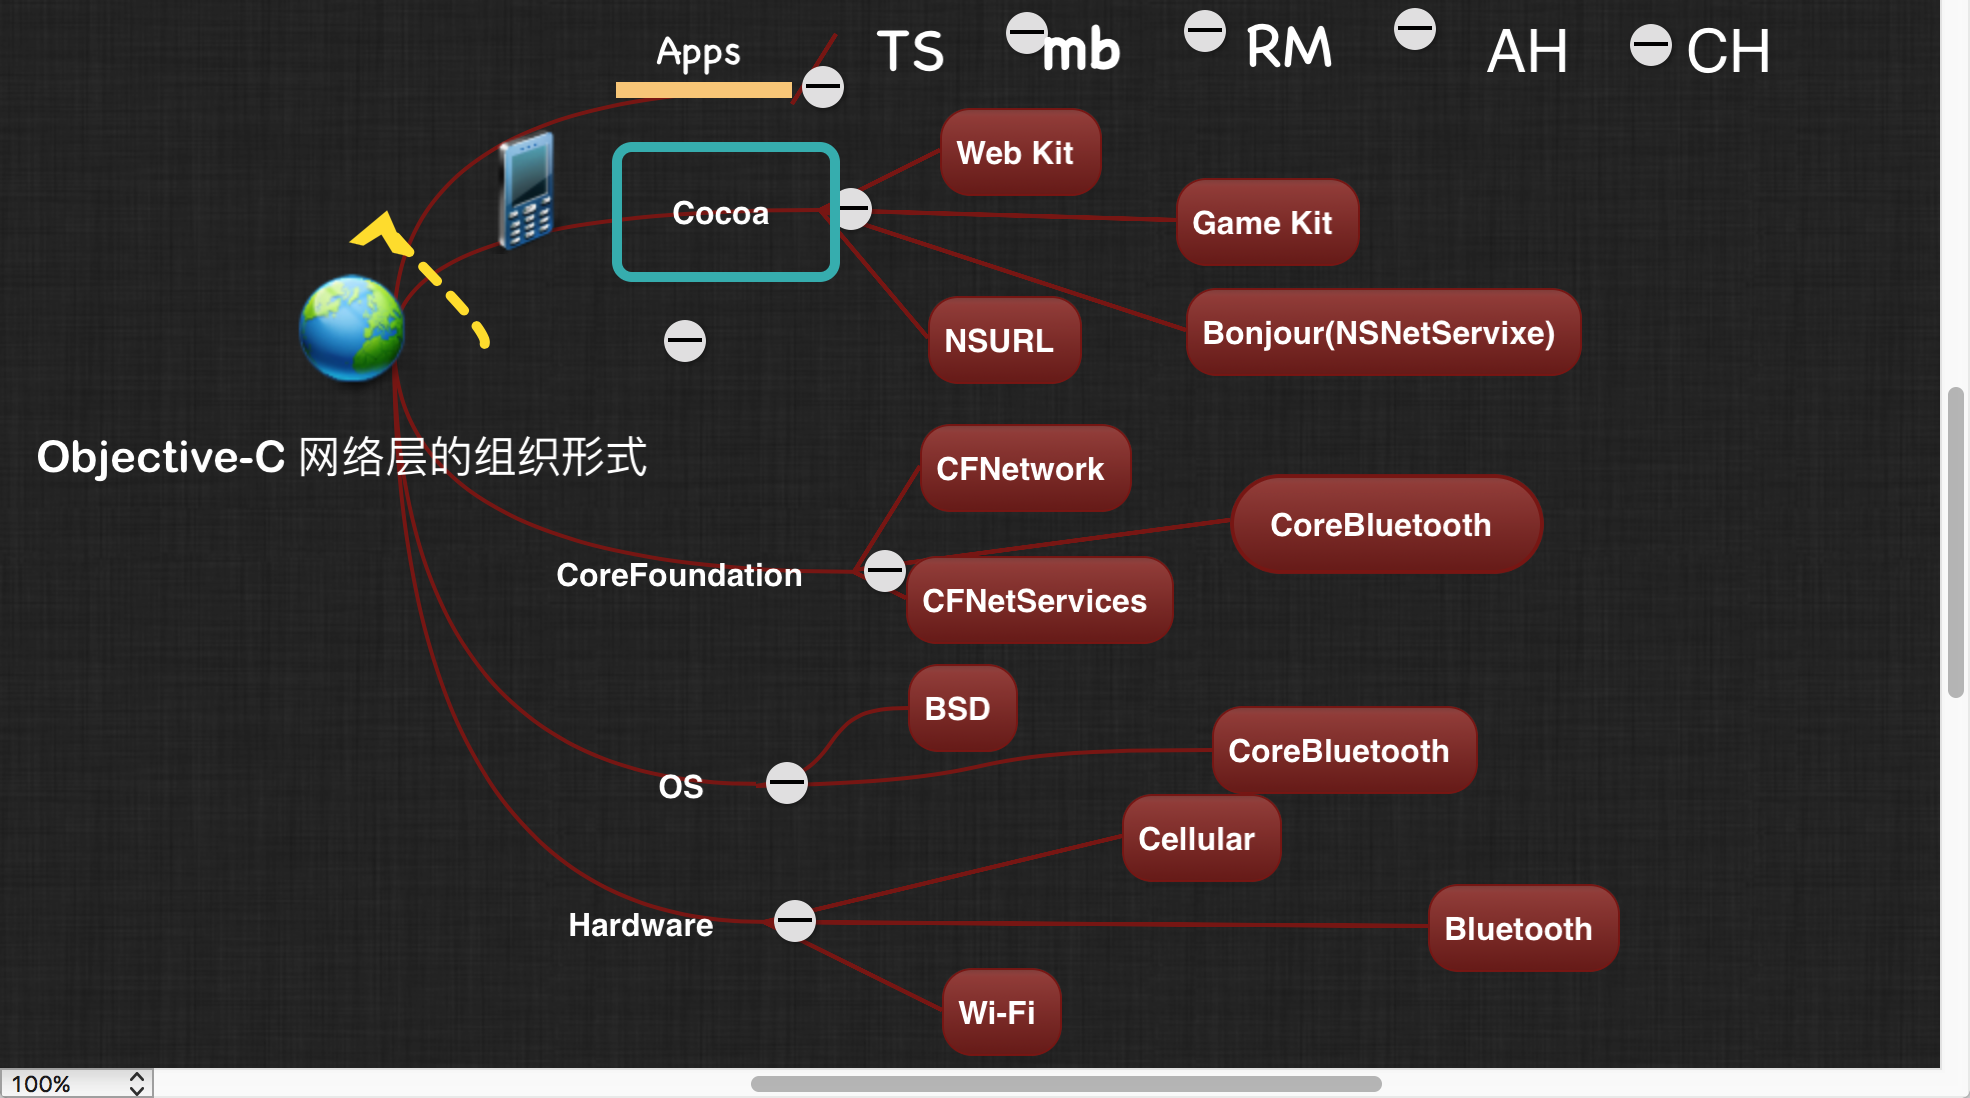 Apps
TS
mb
RM
AH
CH
Web Kit
Cocoa
Game Kit
NSURL
Bonjour(NSNetServixe)
Objective-C 网络层的组织形式
CFNetwork
CoreBluetooth
CoreFoundation
CFNetServices
BSD
CoreBluetooth
OS
Cellular
Hardware
Bluetooth
Wi-Fi
100%